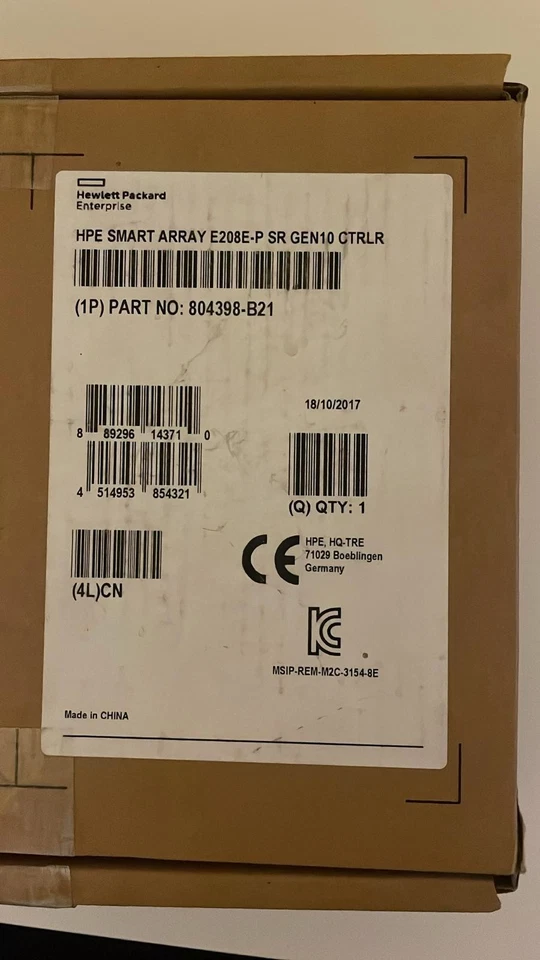 Hewlett Packard
Enterprise
HPE SMART ARRAY E208E-P SR GEN10 CTRLR
(1P) PART NO: 804398-B21
18/10/2017
8 89296 14371 0
4 514953 854321
(Q) QTY: 1
(4L)CN
CE
HPE, HQ-TRE
71029 Boeblingen
Germany
KC
MSIP-REM-M2C-3154-8E
Made in CHINA